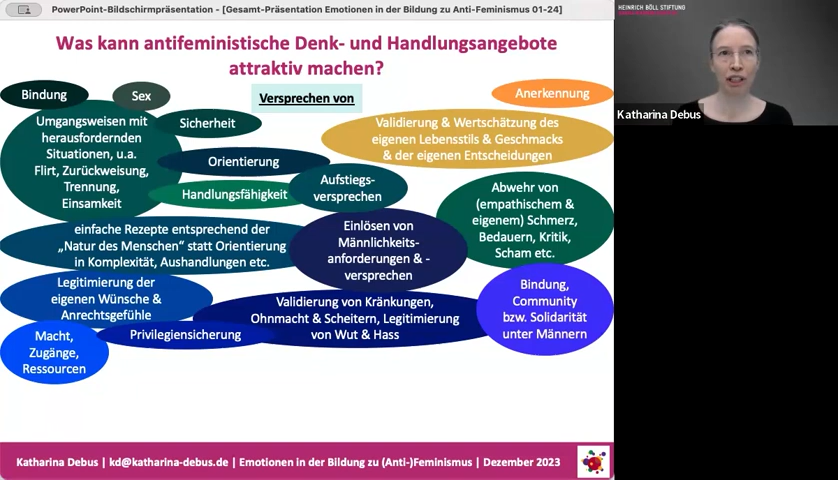 PowerPoint-Bildschirmpräsentation - [Gesamt-Präsentation Emotionen in der Bildung zu Anti-Feminismus 01-24]
HEINRICH BÖLL STIFTUNG
Katharina Debus
Was kann antifeministische Denk- und Handlungsangebote
attraktiv machen?
Versprechen von
Bindung
Sex
Anerkennung
Umgangsweisen mit
herausfordernden
Situationen, u.a.
Flirt, Zurückweisung,
Trennung,
Einsamkeit
Sicherheit
Validierung & Wertschätzung des
eigenen Lebensstils & Geschmacks
& der eigenen Entscheidungen
Orientierung
Handlungsfähigkeit
Aufstiegs-
versprechen
Abwehr von
(empathischem &
eigenem) Schmerz,
Bedauern, Kritik,
Scham etc.
einfache Rezepte entsprechend der
„Natur des Menschen“ statt Orientierung
in Komplexität, Aushandlungen etc.
Einlösen von
Männlichkeits-
anforderungen & -
versprechen
Legitimierung der
eigenen Wünsche &
Anrechtsgefühle
Validierung von Kränkungen,
Ohnmacht & Scheitern, Legitimierung
von Wut & Hass
Bindung,
Community
bzw. Solidarität
unter Männern
Macht,
Zugänge,
Ressourcen
Privilegiensicherung
Katharina Debus | kd@katharina-debus.de | Emotionen in der Bildung zu (Anti-)Feminismus | Dezember 2023